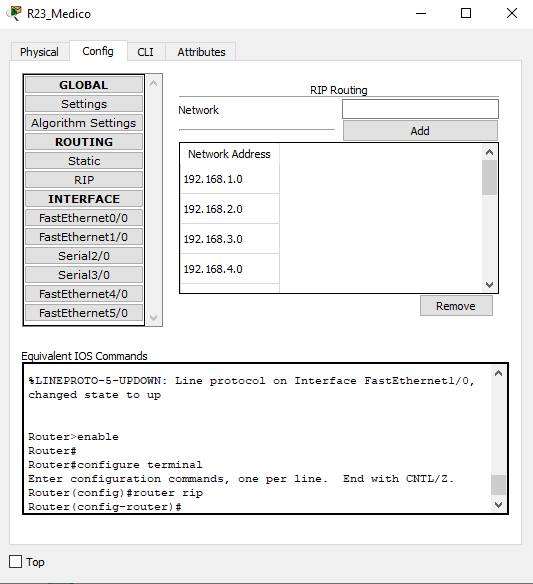 R23_Medico
Physical
Config
CLI
Attributes
GLOBAL
Settings
Algorithm Settings
ROUTING
Static
RIP
INTERFACE
FastEthernet0/0
FastEthernet1/0
Serial2/0
Serial3/0
FastEthernet4/0
FastEthernet5/0
RIP Routing
Network
Add
Network Address
192.168.1.0
192.168.2.0
192.168.3.0
192.168.4.0
Remove
Equivalent IOS Commands
%LINEPROTO-5-UPDOWN: Line protocol on Interface FastEthernet1/0,
changed state to up
Router>enable
Router#
Router#configure terminal
Enter configuration commands, one per line.  End with CNTL/Z.
Router(config)#router rip
Router(config-router)#
Top